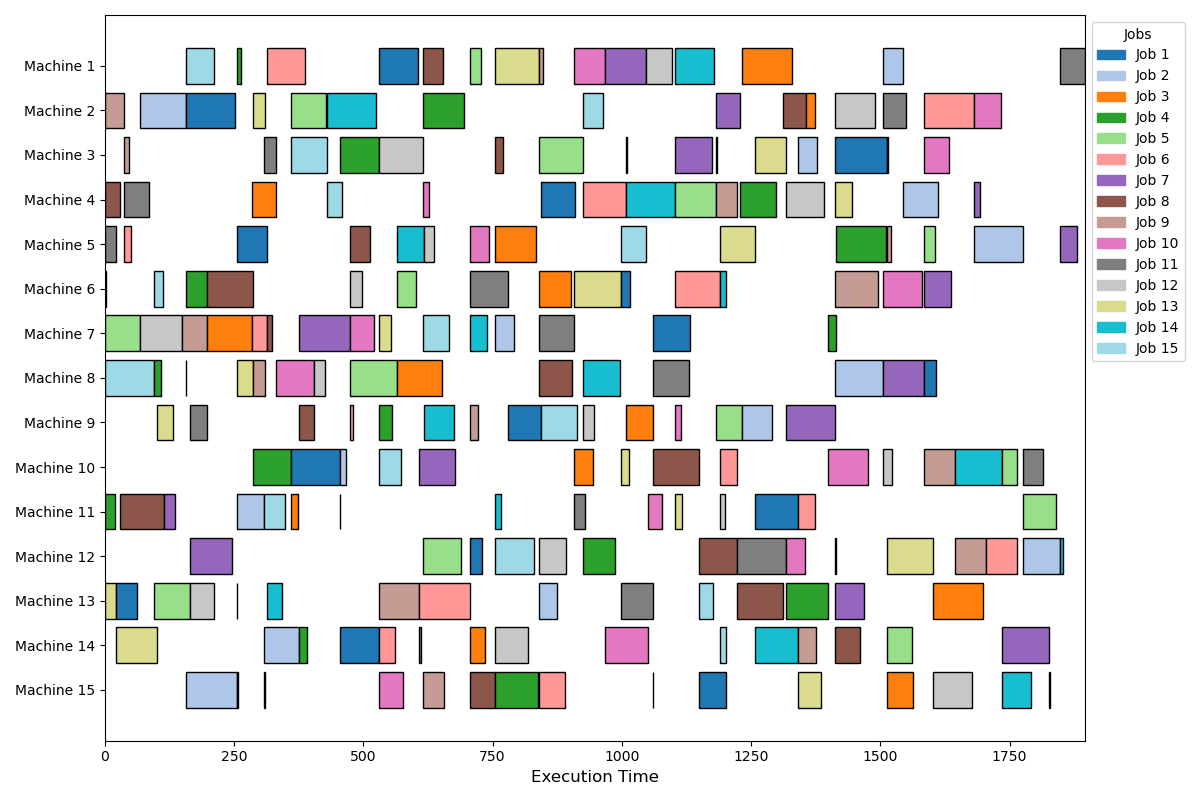 Machine 1
Machine 2
Machine 3
Machine 4
Machine 5
Machine 6
Machine 7
Machine 8
Machine 9
Machine 10
Machine 11
Machine 12
Machine 13
Machine 14
Machine 15
0 250 500 750 1000 1250 1500 1750
Execution Time
Jobs
Job 1
Job 2
Job 3
Job 4
Job 5
Job 6
Job 7
Job 8
Job 9
Job 10
Job 11
Job 12
Job 13
Job 14
Job 15